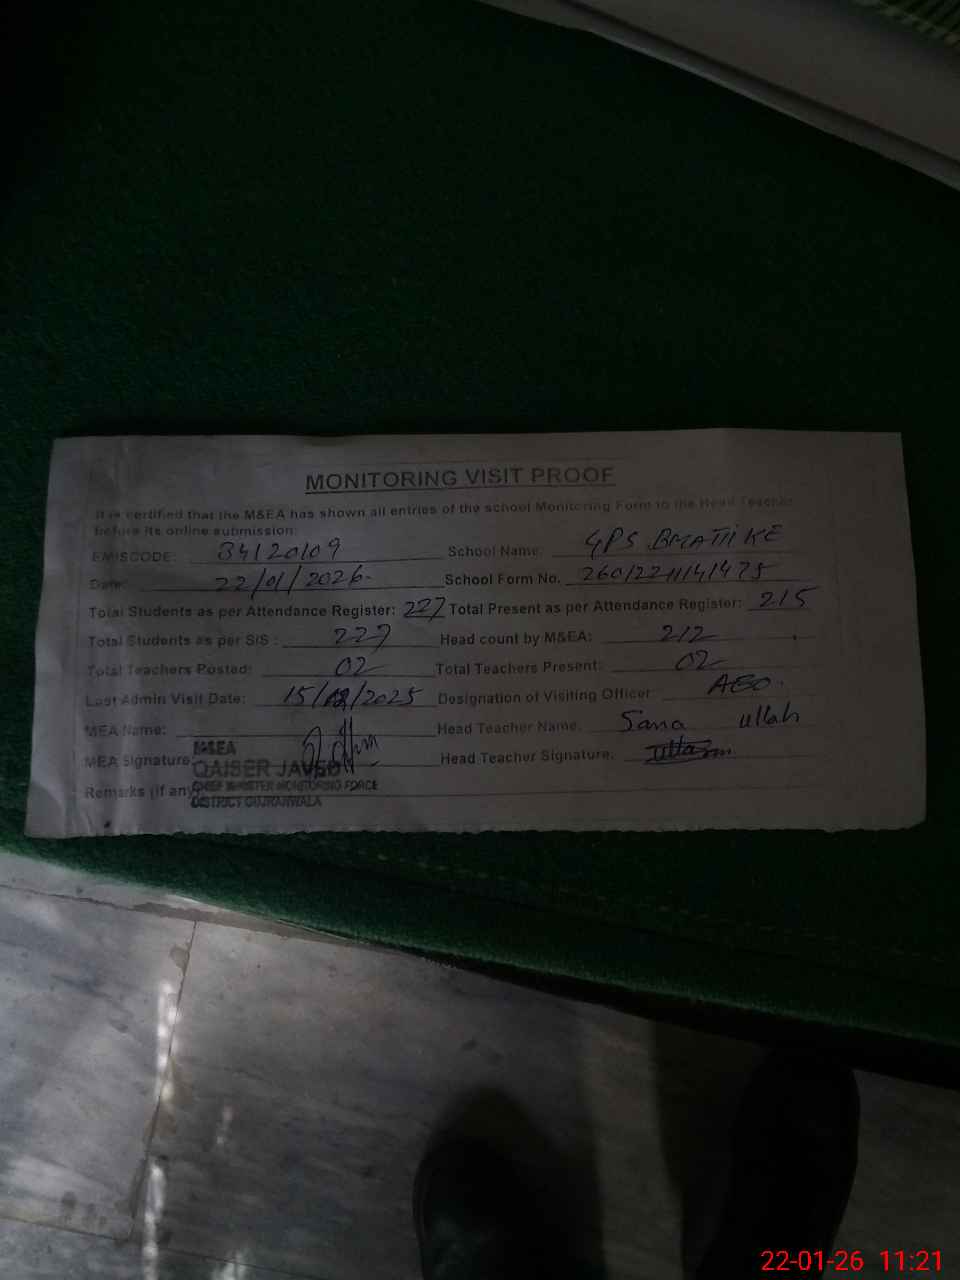 MONITORING VISIT PROOF
It is certified that the M&EA has shown all entries of the school Monitoring Form to the Head Teacher
before its online submission:
EMISCODE: 34120109 School Name: GPS BHATTIKE
Date: 22/01/2026 School Form No. 26012211141475
Total Students as per Attendance Register: 227 Total Present as per Attendance Register: 215
Total Students as per SIS : 227 Head count by M&EA: 212
Total Teachers Posted: 02 Total Teachers Present: 02
Last Admin Visit Date: 15/ /2025 Designation of Visiting Officer: AEO.
MEA Name: Head Teacher Name. Sana ullah
MEA Signature: Head Teacher Signature:
M&EA
QAISER JAVED
CHIEF MINISTER MONITORING FORCE
DISTRICT GUJRANWALA
Remarks (if any)
22-01-26 11:21